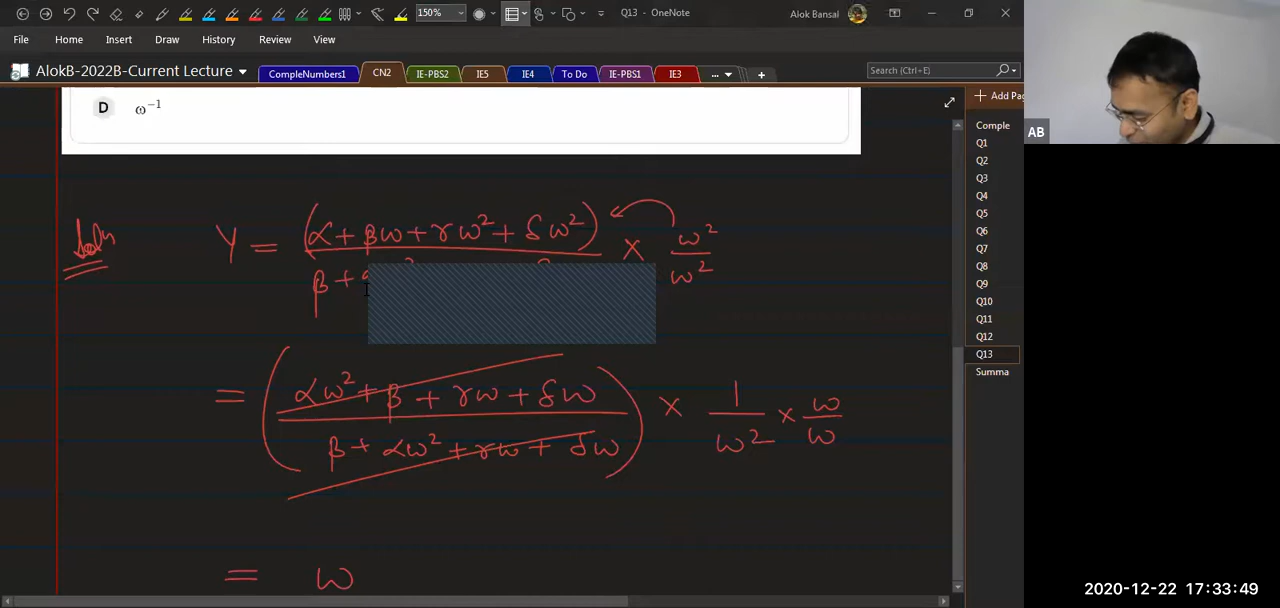 150%
Q13 - OneNote
Alok Bansal
File Home Insert Draw History Review View
AlokB-2022B-Current Lecture
CompleNumbers1 CN2 IE-PBS2 IE5 IE4 To Do IE-PBS1 IE3 ...
Search (Ctrl+E)
Add Pag
D ω⁻¹
Comple
Q1
Q2
Q3
Q4
Q5
Q6
Q7
Q8
Q9
Q10
Q11
Q12
Q13
Summa
AB
Soln
Y = (α + βω + γω² + δω²) / β + × ω²/ω²
= (αω² + β + γω + δω / β + αω² + γω + δω) × 1/ω² × ω/ω
= ω
2020-12-22 17:33:49